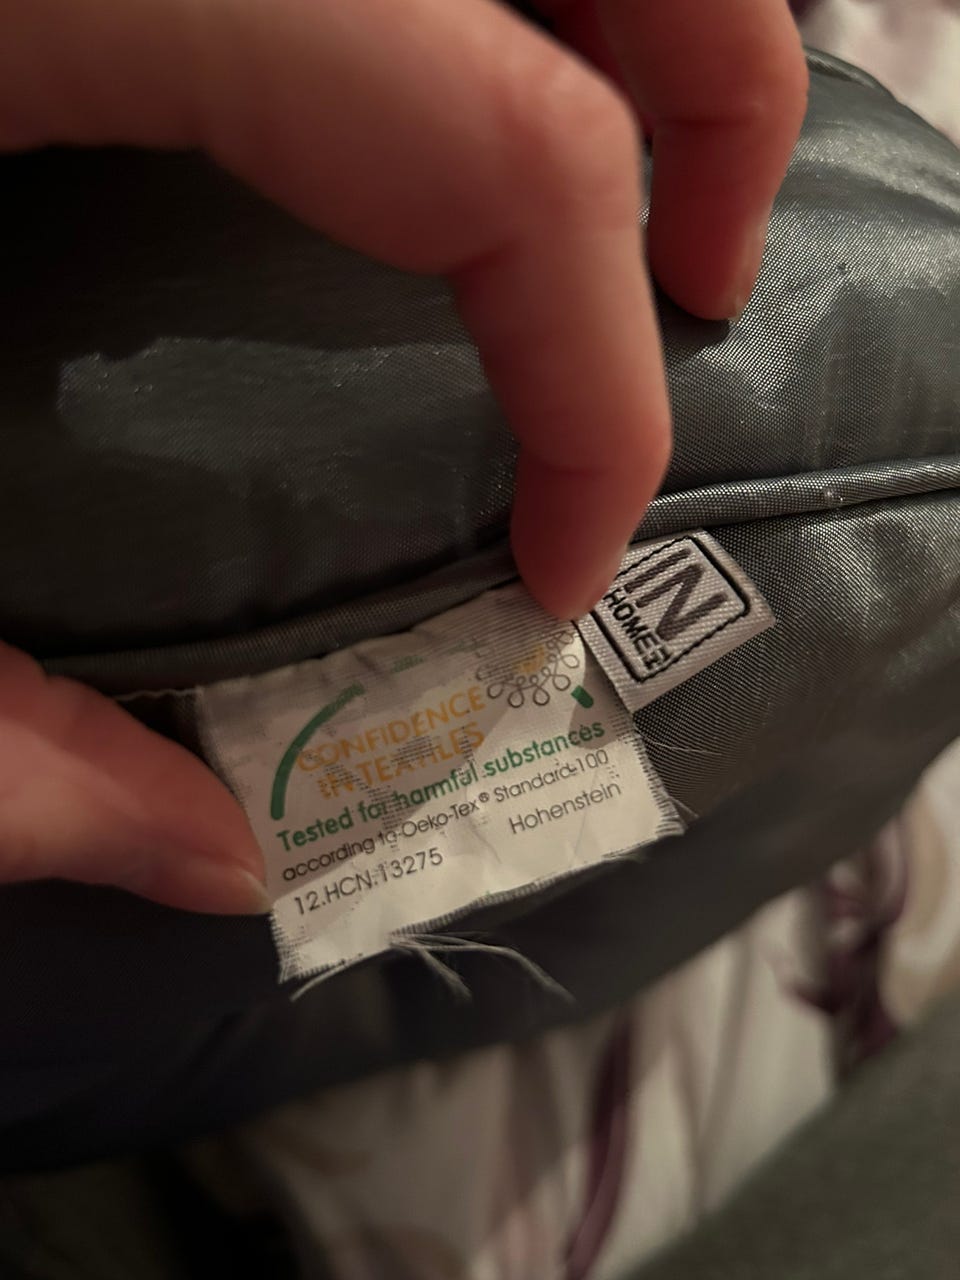 CONFIDENCE
IN TEXTILES
Tested for harmful substances
according to Oeko-Tex® Standard 100
12.HCN.13275 Hohenstein
IN
HOME